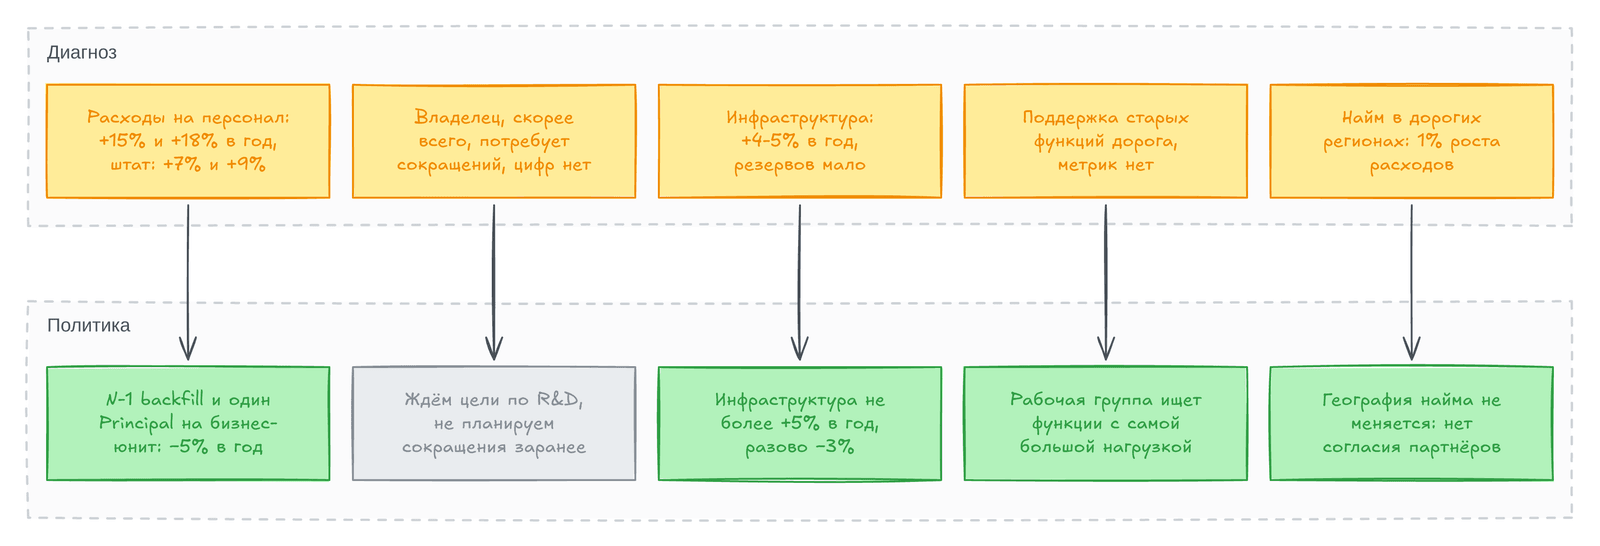 Диагноз
Расходы на персонал:
+15% и +18% в год,
штат: +7% и +9%
Владелец, скорее
всего, потребует
сокращений, цифр нет
Инфраструктура:
+4-5% в год,
резервов мало
Поддержка старых
функций дорога,
метрик нет
Найм в дорогих
регионах: 1% роста
расходов
Политика
N-1 backfill и один
Principal на бизнес-
юнит: −5% в год
Ждём цели по R&D,
не планируем
сокращения заранее
Инфраструктура не
более +5% в год,
разово −3%
Рабочая группа ищет
функции с самой
большой нагрузкой
География найма не
меняется: нет
согласия партнёров